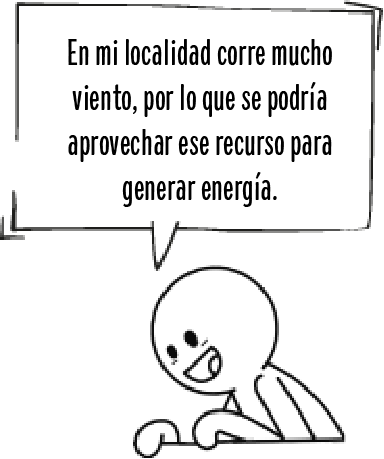 En mi localidad corre mucho
viento, por lo que se podría
aprovechar ese recurso para
generar energía.